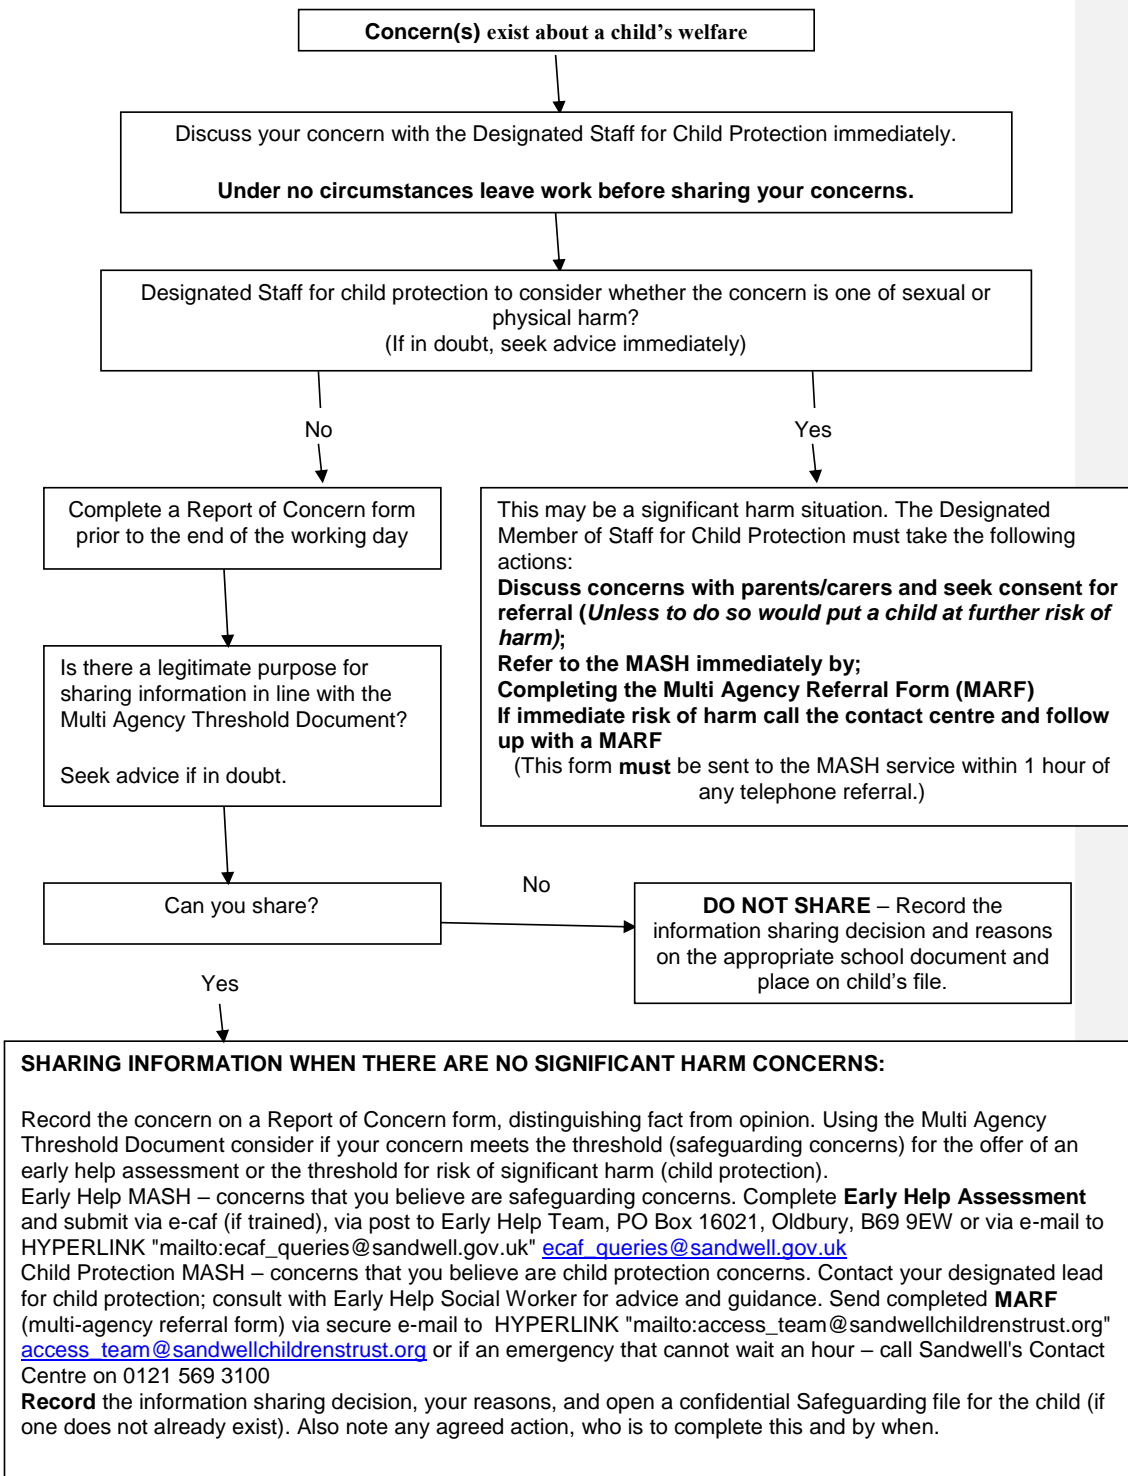 Concern(s) exist about a child’s welfare
Discuss your concern with the Designated Staff for Child Protection immediately.
Under no circumstances leave work before sharing your concerns.
Designated Staff for child protection to consider whether the concern is one of sexual or
physical harm?
(If in doubt, seek advice immediately)
No
Yes
Complete a Report of Concern form
prior to the end of the working day
This may be a significant harm situation. The Designated
Member of Staff for Child Protection must take the following
actions:
Discuss concerns with parents/carers and seek consent for
referral (Unless to do so would put a child at further risk of
harm);
Refer to the MASH immediately by;
Completing the Multi Agency Referral Form (MARF)
If immediate risk of harm call the contact centre and follow
up with a MARF
(This form must be sent to the MASH service within 1 hour of
any telephone referral.)
Is there a legitimate purpose for
sharing information in line with the
Multi Agency Threshold Document?
Seek advice if in doubt.
Can you share?
No
DO NOT SHARE – Record the
information sharing decision and reasons
on the appropriate school document and
place on child’s file.
Yes
SHARING INFORMATION WHEN THERE ARE NO SIGNIFICANT HARM CONCERNS:
Record the concern on a Report of Concern form, distinguishing fact from opinion. Using the Multi Agency
Threshold Document consider if your concern meets the threshold (safeguarding concerns) for the offer of an
early help assessment or the threshold for risk of significant harm (child protection).
Early Help MASH – concerns that you believe are safeguarding concerns. Complete Early Help Assessment
and submit via e-caf (if trained), via post to Early Help Team, PO Box 16021, Oldbury, B69 9EW or via e-mail to
HYPERLINK "mailto:ecaf_queries@sandwell.gov.uk" ecaf_queries@sandwell.gov.uk
Child Protection MASH – concerns that you believe are child protection concerns. Contact your designated lead
for child protection; consult with Early Help Social Worker for advice and guidance. Send completed MARF
(multi-agency referral form) via secure e-mail to HYPERLINK "mailto:access_team@sandwellchildrenstrust.org"
access_team@sandwellchildrenstrust.org or if an emergency that cannot wait an hour – call Sandwell's Contact
Centre on 0121 569 3100
Record the information sharing decision, your reasons, and open a confidential Safeguarding file for the child (if
one does not already exist). Also note any agreed action, who is to complete this and by when.